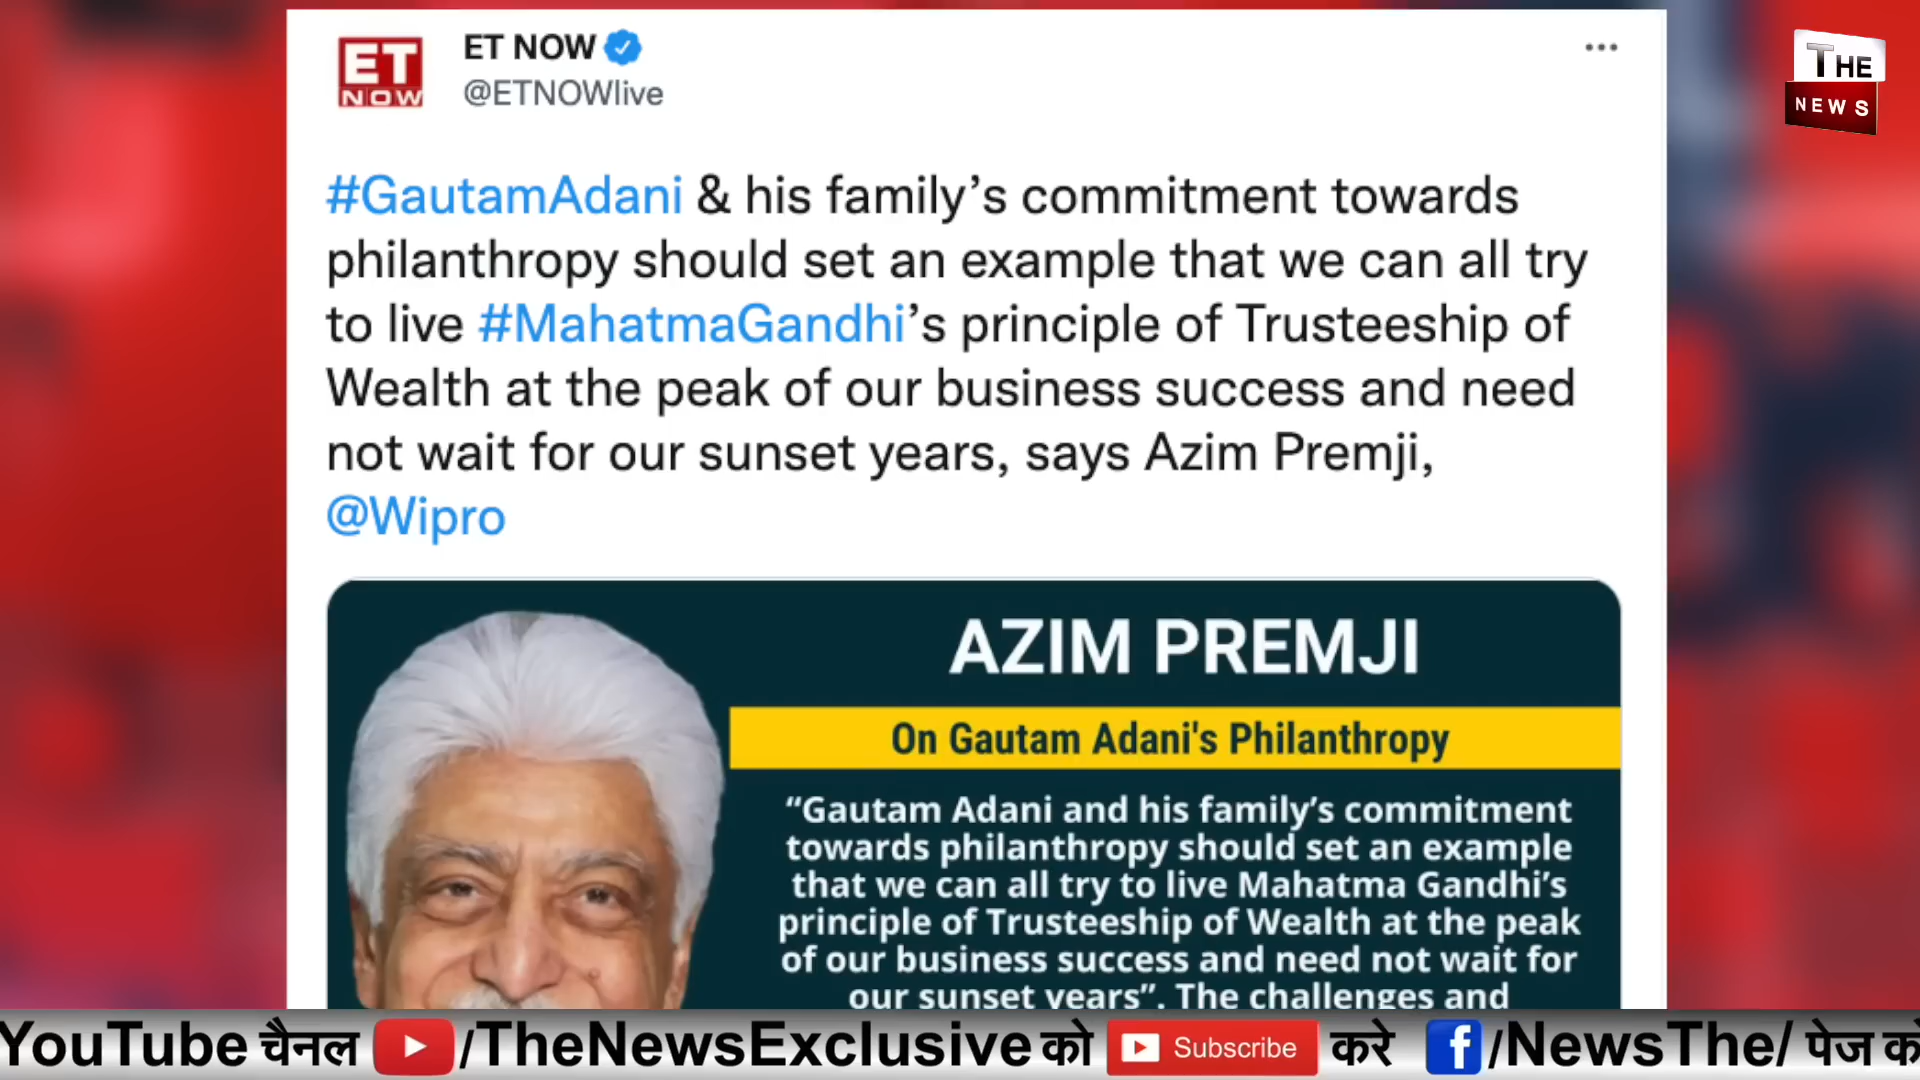 ET NOW
@ETNOWlive
ET
NOW
THE
NEWS
#GautamAdani & his family’s commitment towards
philanthropy should set an example that we can all try
to live #MahatmaGandhi’s principle of Trusteeship of
Wealth at the peak of our business success and need
not wait for our sunset years, says Azim Premji,
@Wipro
AZIM PREMJI
On Gautam Adani's Philanthropy
“Gautam Adani and his family’s commitment
towards philanthropy should set an example
that we can all try to live Mahatma Gandhi’s
principle of Trusteeship of Wealth at the peak
of our business success and need not wait for
our sunset years”. The challenges and
YouTube चैनल /TheNewsExclusive को Subscribe करे f /NewsThe/ पेज को